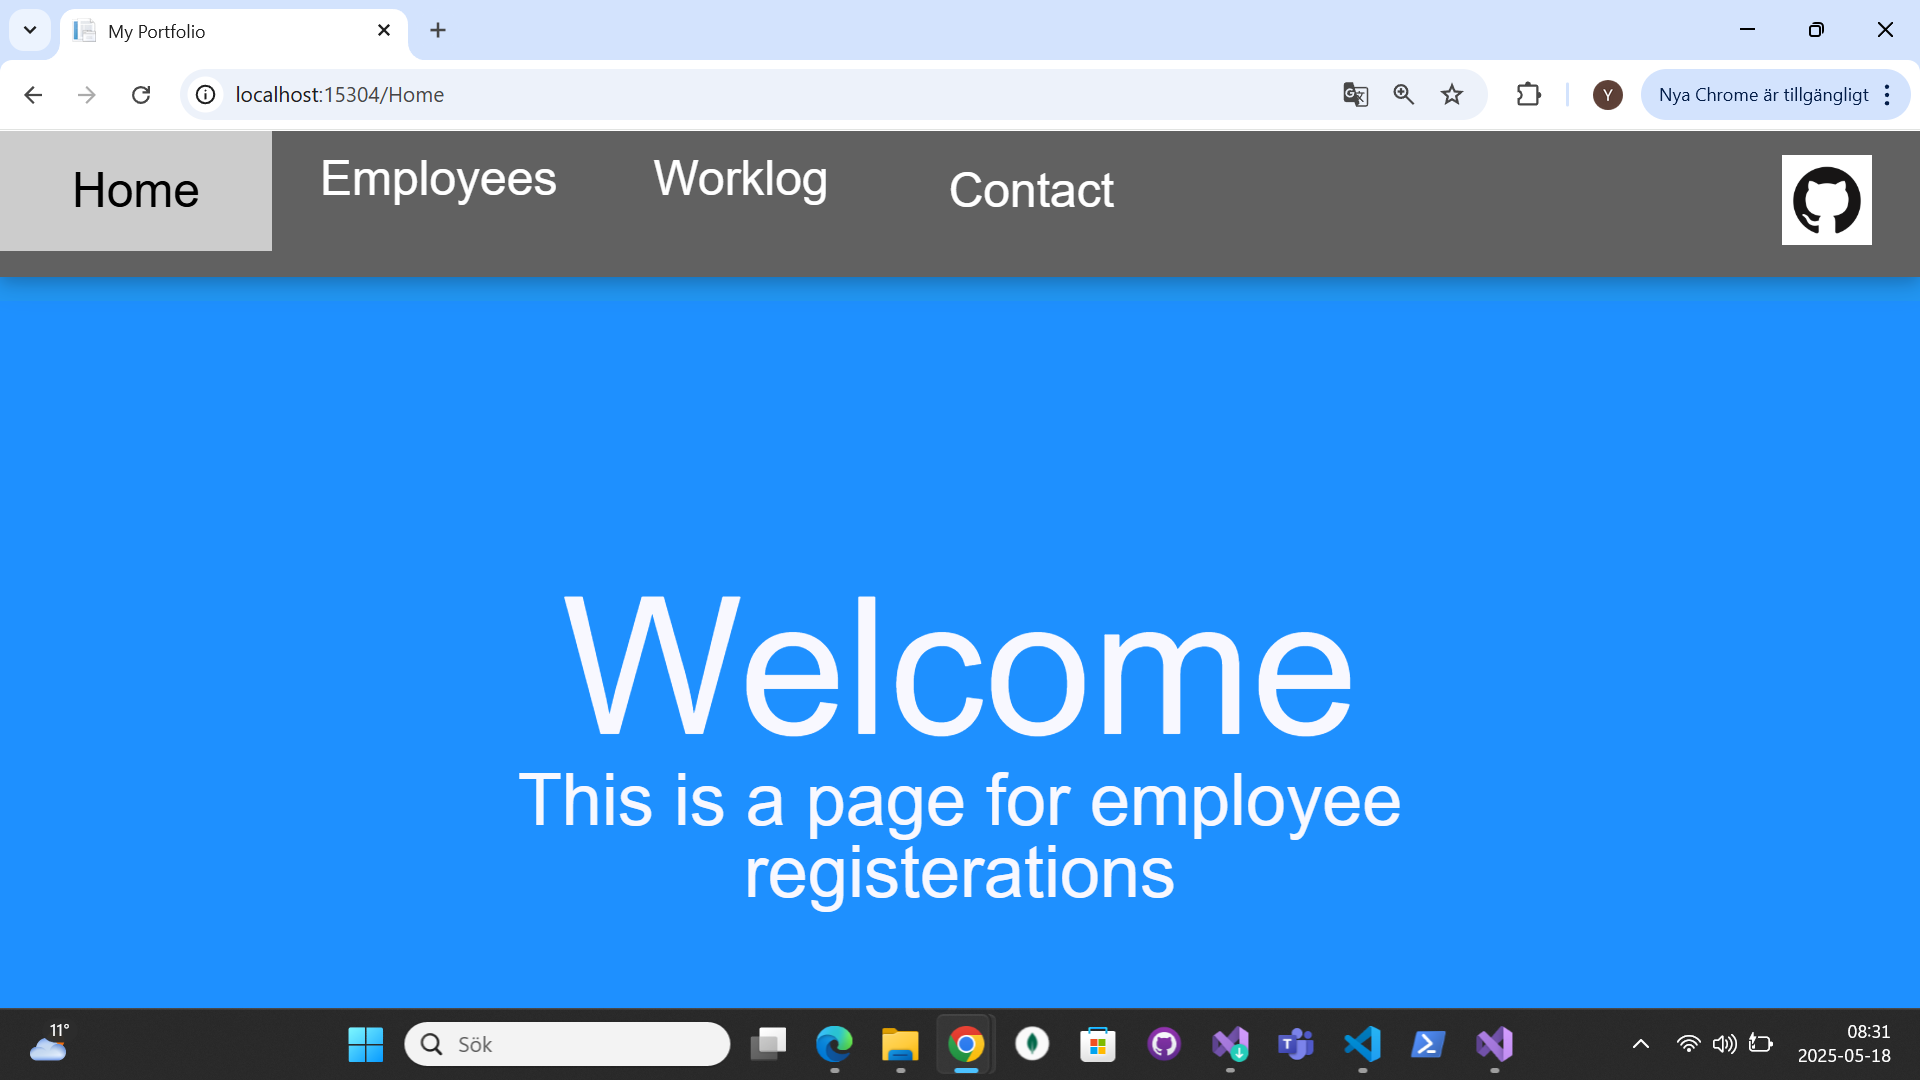 My Portfolio
localhost:15304/Home
Y
Nya Chrome är tillgängligt
Home
Employees
Worklog
Contact
Welcome
This is a page for employee
registerations
11°
Sök
08:31
2025-05-18